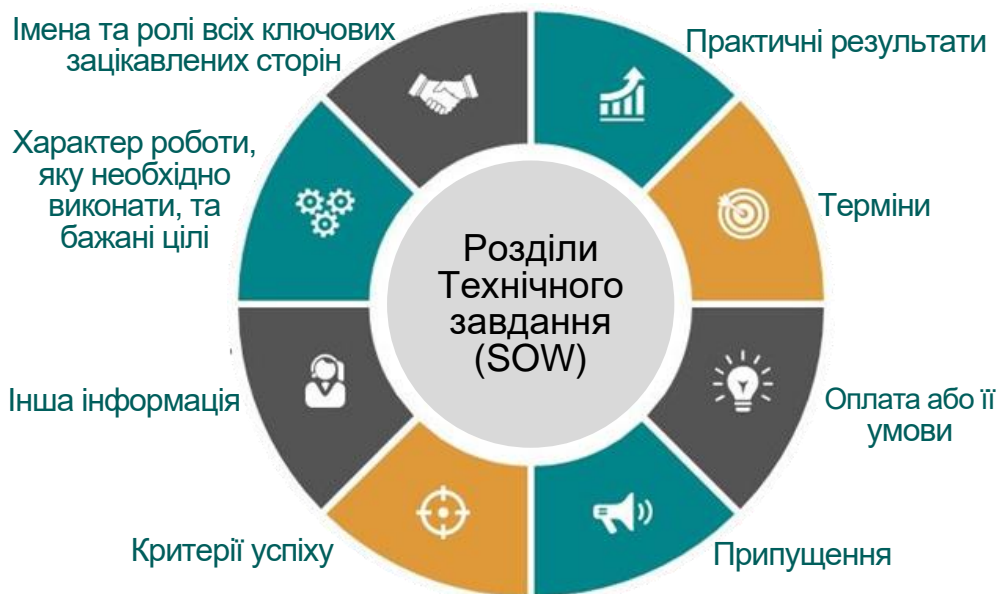 Імена та ролі всіх ключових
зацікавлених сторін
Практичні результати
Характер роботи,
яку необхідно
виконати, та
бажані цілі
Терміни
Розділи
Технічного
завдання
(SOW)
Інша інформація
Оплата або її
умови
Критерії успіху
Припущення